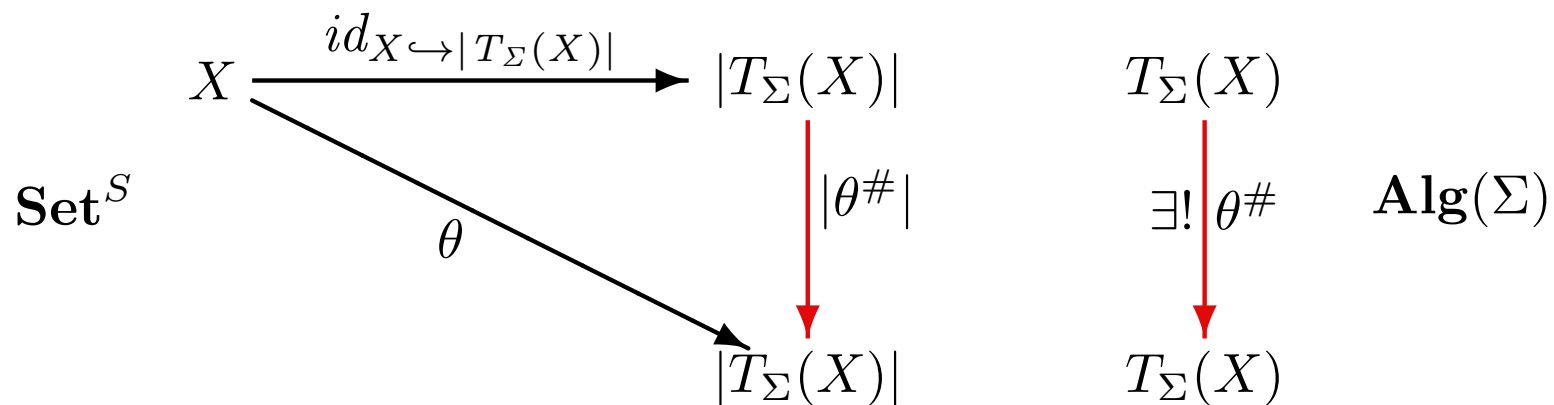 id_{X↪|T_Σ(X)|}
X |T_Σ(X)| T_Σ(X)
Set^S θ |θ^#| ∃! θ^# Alg(Σ)
|T_Σ(X)| T_Σ(X)